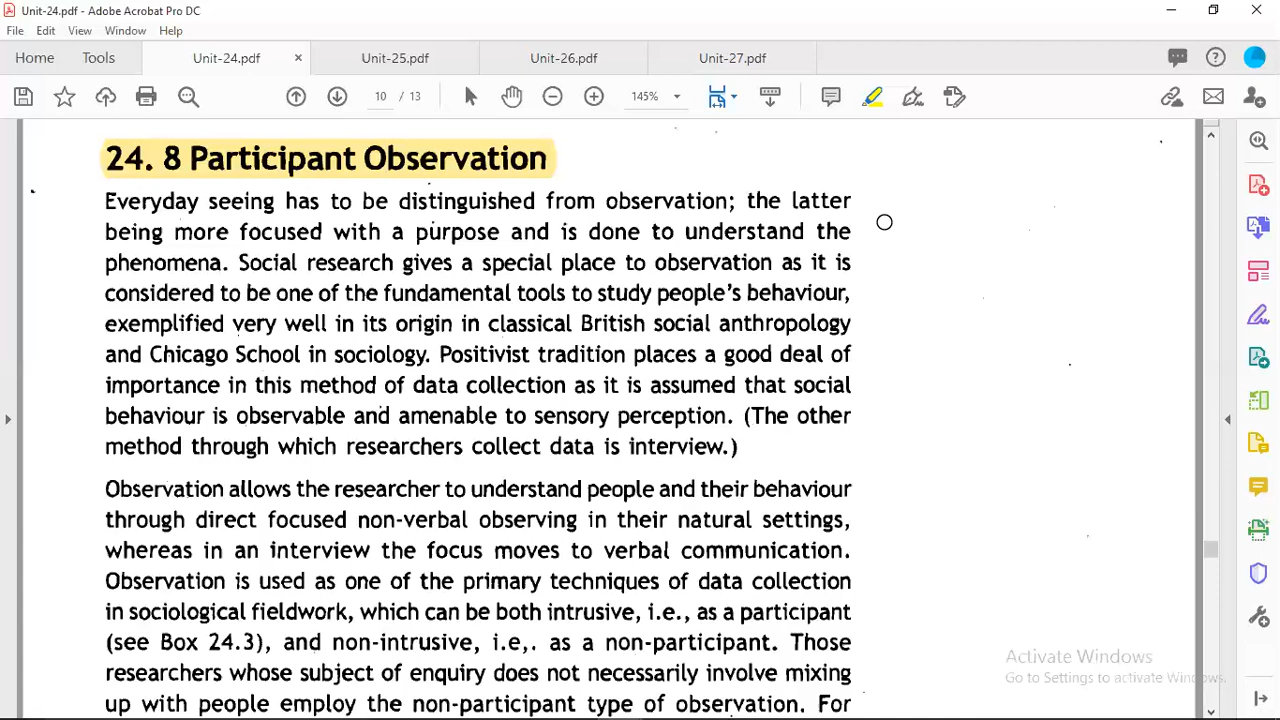 Unit-24.pdf - Adobe Acrobat Pro DC
File Edit View Window Help
Home Tools Unit-24.pdf × Unit-25.pdf Unit-26.pdf Unit-27.pdf
10 / 13 145%
24. 8 Participant Observation
Everyday seeing has to be distinguished from observation; the latter
being more focused with a purpose and is done to understand the
phenomena. Social research gives a special place to observation as it is
considered to be one of the fundamental tools to study people's behaviour,
exemplified very well in its origin in classical British social anthropology
and Chicago School in sociology. Positivist tradition places a good deal of
importance in this method of data collection as it is assumed that social
behaviour is observable and amenable to sensory perception. (The other
method through which researchers collect data is interview.)
Observation allows the researcher to understand people and their behaviour
through direct focused non-verbal observing in their natural settings,
whereas in an interview the focus moves to verbal communication.
Observation is used as one of the primary techniques of data collection
in sociological fieldwork, which can be both intrusive, i.e., as a participant
(see Box 24.3), and non-intrusive, i.e,. as a non-participant. Those
researchers whose subject of enquiry does not necessarily involve mixing
up with people employ the non-participant type of observation. For
Activate Windows
Go to Settings to activate Windows.